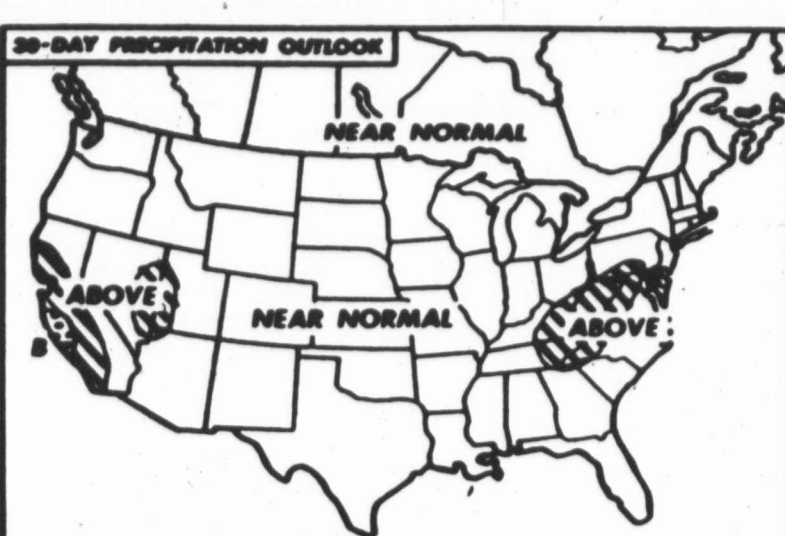 30-DAY PRECIPITATION OUTLOOK
NEAR NORMAL
ABOVE
NEAR NORMAL
ABOVE
B